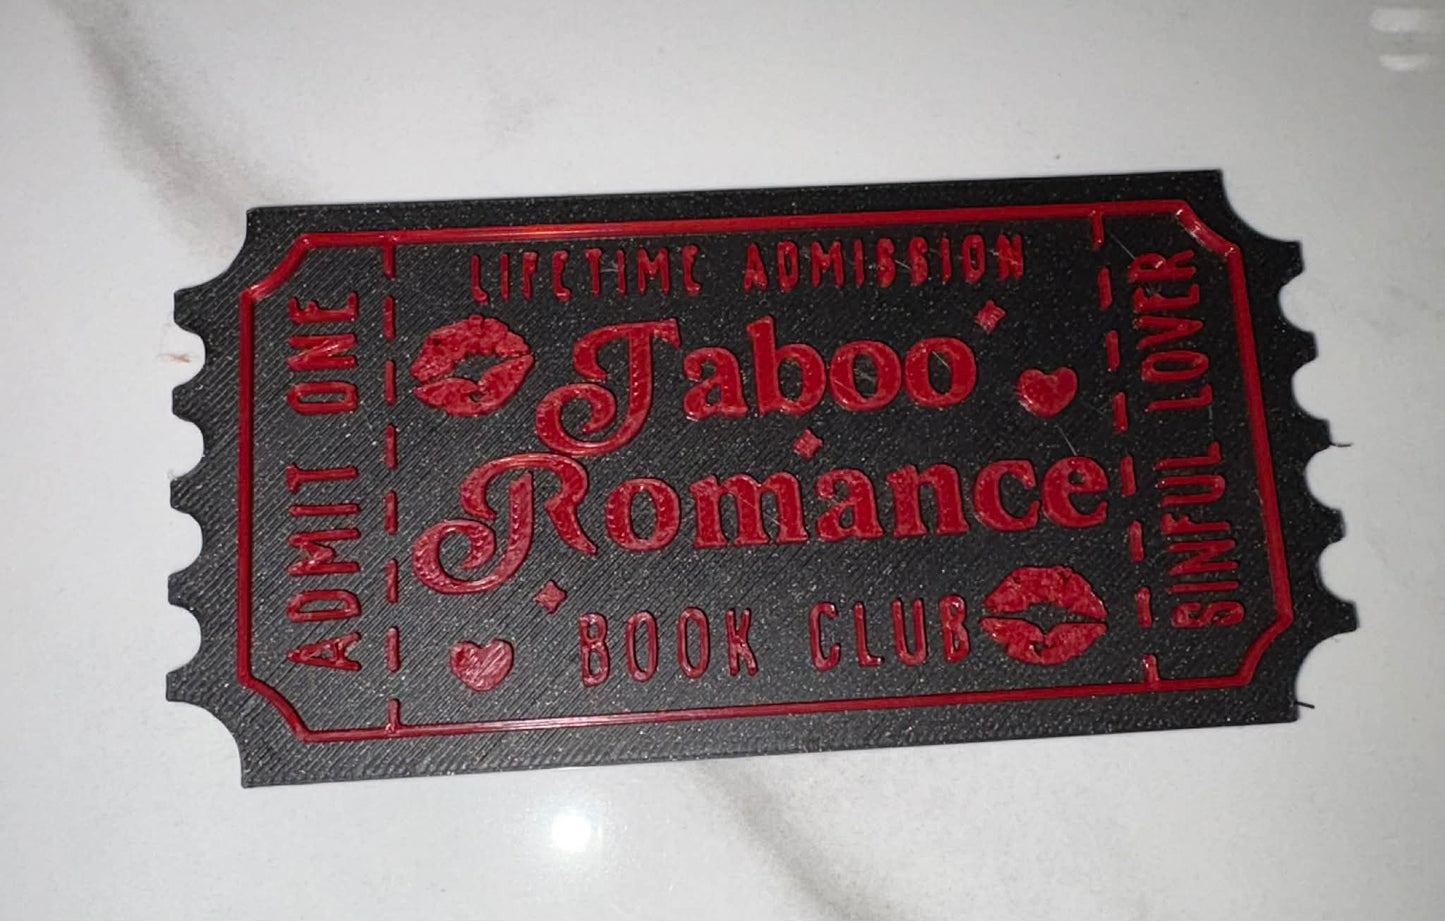 ADMIT ONE
LIFETIME ADMISSION
Taboo
Romance
BOOK CLUB
SINFUL LOVER